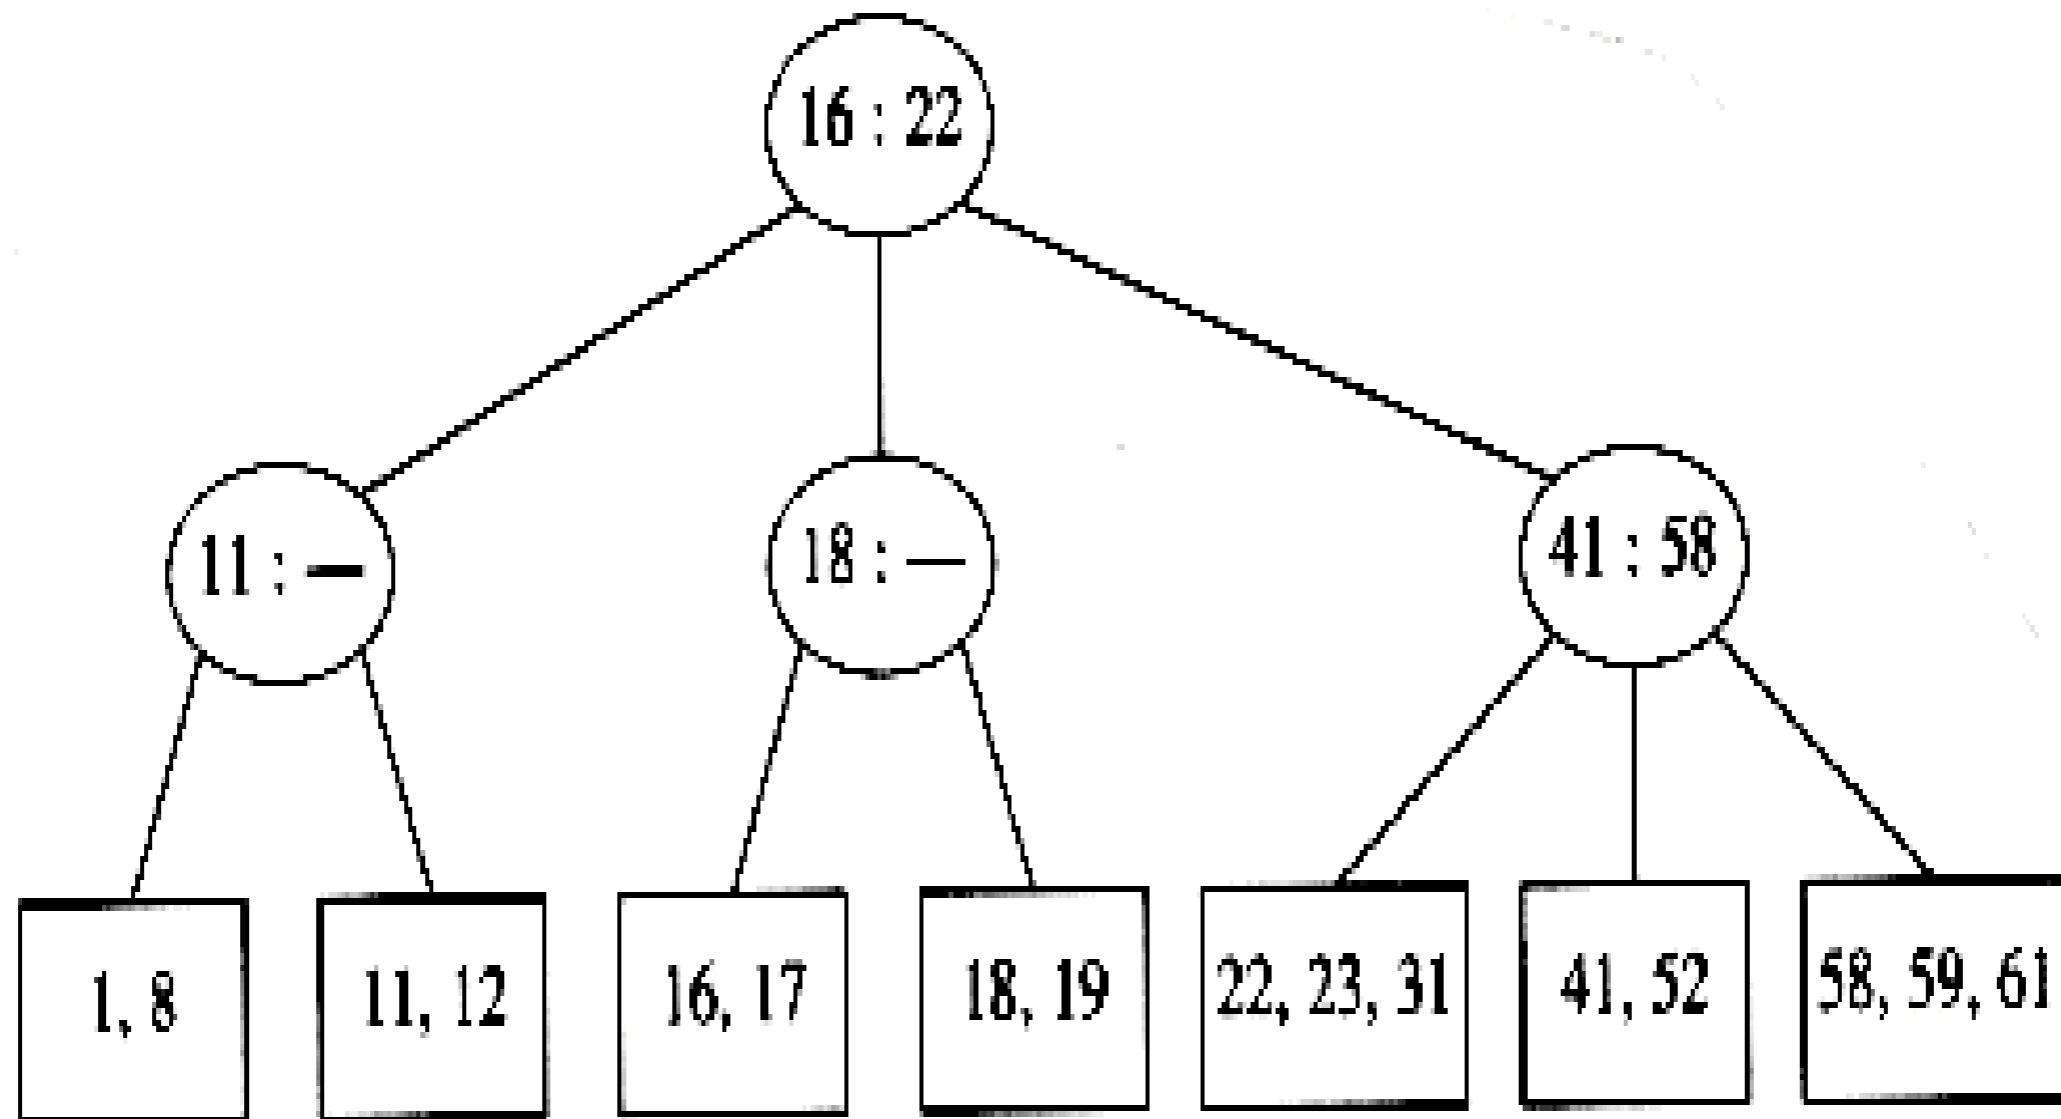 16 : 22
11 : —
18 : —
41 : 58
1, 8
11, 12
16, 17
18, 19
22, 23, 31
41, 52
58, 59, 61